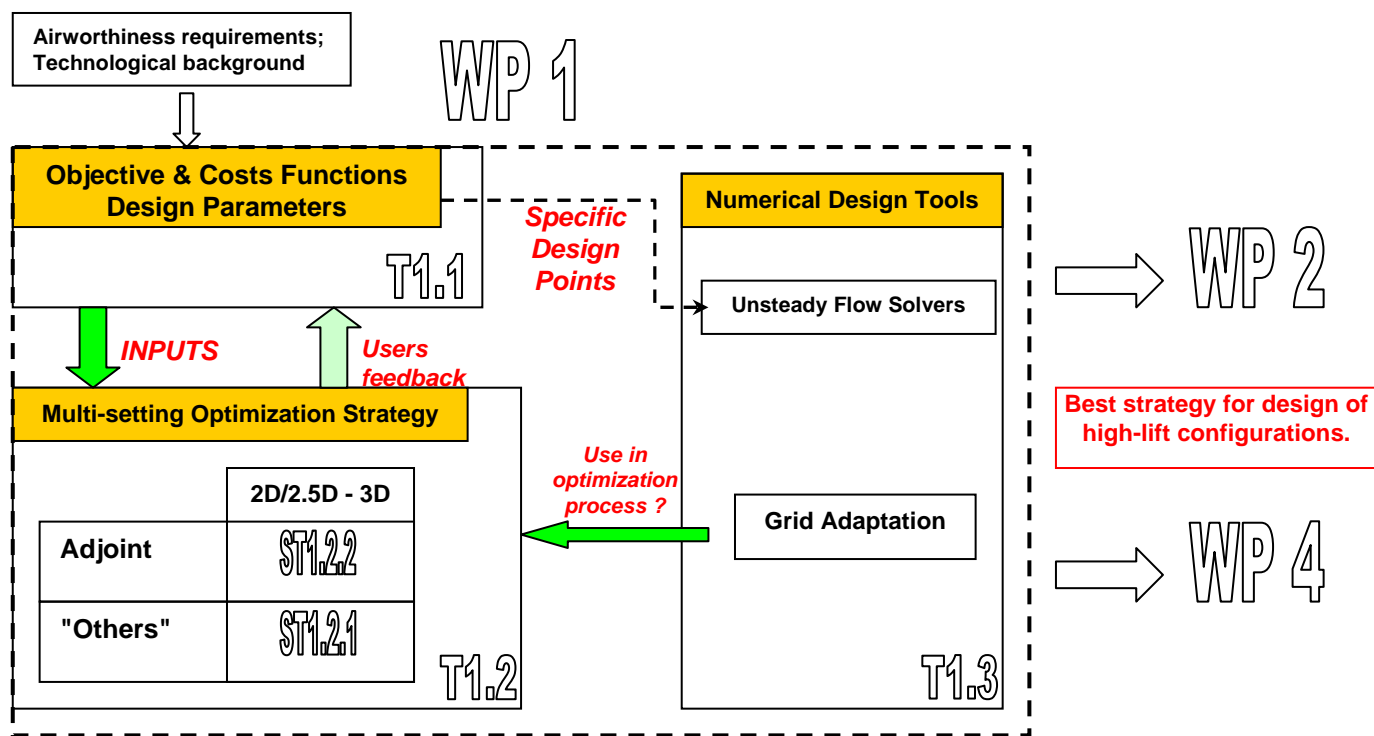 Airworthiness requirements;
Technological background
WP 1
Objective & Costs Functions
Design Parameters
T1.1
Specific
Design
Points
Numerical Design Tools
Unsteady Flow Solvers
WP 2
INPUTS
Users
feedback
Multi-setting Optimization Strategy
Best strategy for design of
high-lift configurations.
2D/2.5D - 3D
Adjoint
ST1.2.2
"Others"
ST1.2.1
T1.2
Use in
optimization
process ?
Grid Adaptation
T1.3
WP 4